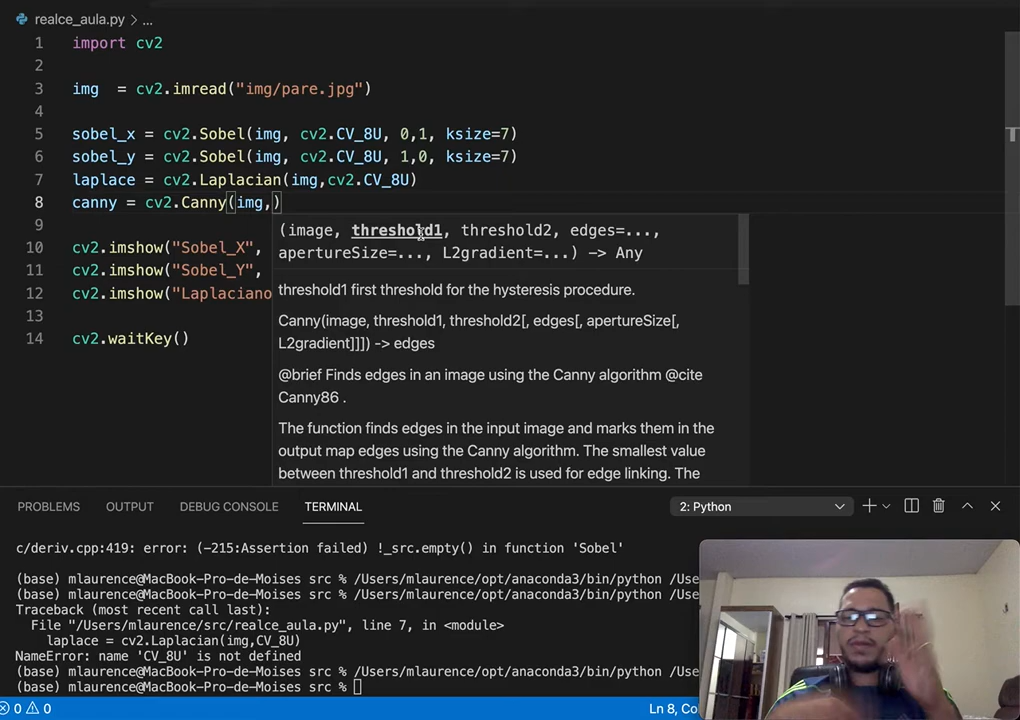 realce_aula.py > ...
1 import cv2
2
3 img  = cv2.imread("img/pare.jpg")
4
5 sobel_x = cv2.Sobel(img, cv2.CV_8U, 0,1, ksize=7)
6 sobel_y = cv2.Sobel(img, cv2.CV_8U, 1,0, ksize=7)
7 laplace = cv2.Laplacian(img,cv2.CV_8U)
8 canny = cv2.Canny(img,)
9
10 cv2.imshow("Sobel_X",
11 cv2.imshow("Sobel_Y",
12 cv2.imshow("Laplaciano
13
14 cv2.waitKey()
(image, threshold1, threshold2, edges=...,
apertureSize=..., L2gradient=...) -> Any
threshold1 first threshold for the hysteresis procedure.
Canny(image, threshold1, threshold2[, edges[, apertureSize[,
L2gradient]]]) -> edges
@brief Finds edges in an image using the Canny algorithm @cite
Canny86 .
The function finds edges in the input image and marks them in the
output map edges using the Canny algorithm. The smallest value
between threshold1 and threshold2 is used for edge linking. The
PROBLEMS OUTPUT DEBUG CONSOLE TERMINAL 2: Python
c/deriv.cpp:419: error: (-215:Assertion failed) !_src.empty() in function 'Sobel'
(base) mlaurence@MacBook-Pro-de-Moises src % /Users/mlaurence/opt/anaconda3/bin/python /Use
(base) mlaurence@MacBook-Pro-de-Moises src % /Users/mlaurence/opt/anaconda3/bin/python /Use
Traceback (most recent call last):
File "/Users/mlaurence/src/realce_aula.py", line 7, in <module>
laplace = cv2.Laplacian(img,CV_8U)
NameError: name 'CV_8U' is not defined
(base) mlaurence@MacBook-Pro-de-Moises src % /Users/mlaurence/opt/anaconda3/bin/python /Use
(base) mlaurence@MacBook-Pro-de-Moises src %
0 0 Ln 8, Co